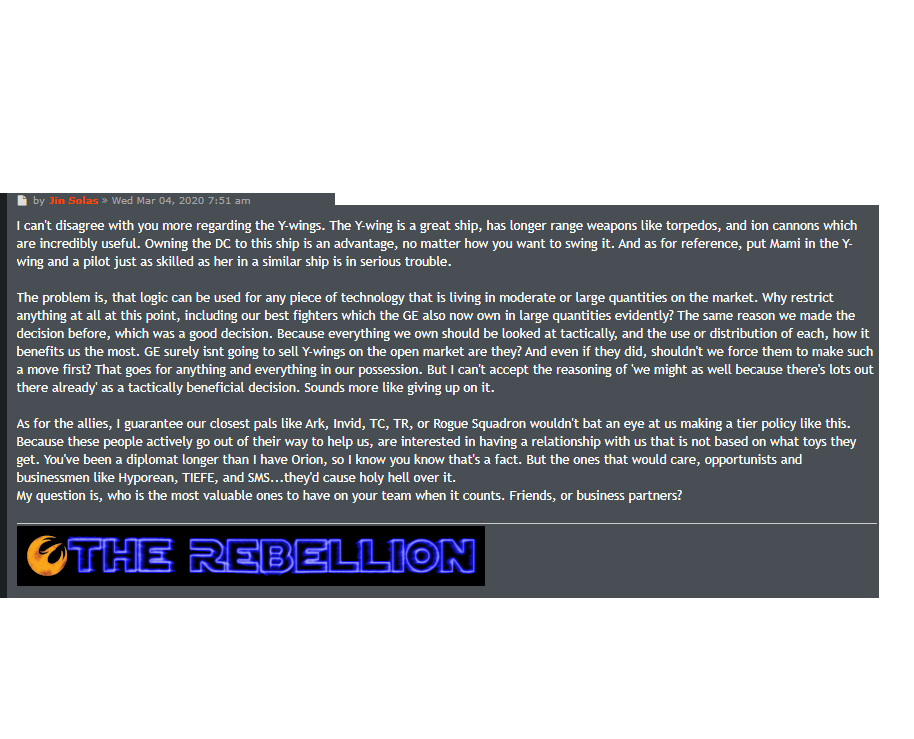 by Jin Solas » Wed Mar 04, 2020 7:51 am
I can't disagree with you more regarding the Y-wings. The Y-wing is a great ship, has longer range weapons like torpedos, and ion cannons which
are incredibly useful. Owning the DC to this ship is an advantage, no matter how you want to swing it. And as for reference, put Mami in the Y-
wing and a pilot just as skilled as her in a similar ship is in serious trouble.
The problem is, that logic can be used for any piece of technology that is living in moderate or large quantities on the market. Why restrict
anything at all at this point, including our best fighters which the GE also now own in large quantities evidently? The same reason we made the
decision before, which was a good decision. Because everything we own should be looked at tactically, and the use or distribution of each, how it
benefits us the most. GE surely isnt going to sell Y-wings on the open market are they? And even if they did, shouldn't we force them to make such
a move first? That goes for anything and everything in our possession. But I can't accept the reasoning of 'we might as well because there's lots out
there already' as a tactically beneficial decision. Sounds more like giving up on it.
As for the allies, I guarantee our closest pals like Ark, Invid, TC, TR, or Rogue Squadron wouldn't bat an eye at us making a tier policy like this.
Because these people actively go out of their way to help us, are interested in having a relationship with us that is not based on what toys they
get. You've been a diplomat longer than I have Orion, so I know you know that's a fact. But the ones that would care, opportunists and
businessmen like Hyporean, TIEFE, and SMS...they'd cause holy hell over it.
My question is, who is the most valuable ones to have on your team when it counts. Friends, or business partners?
THE REBELLION